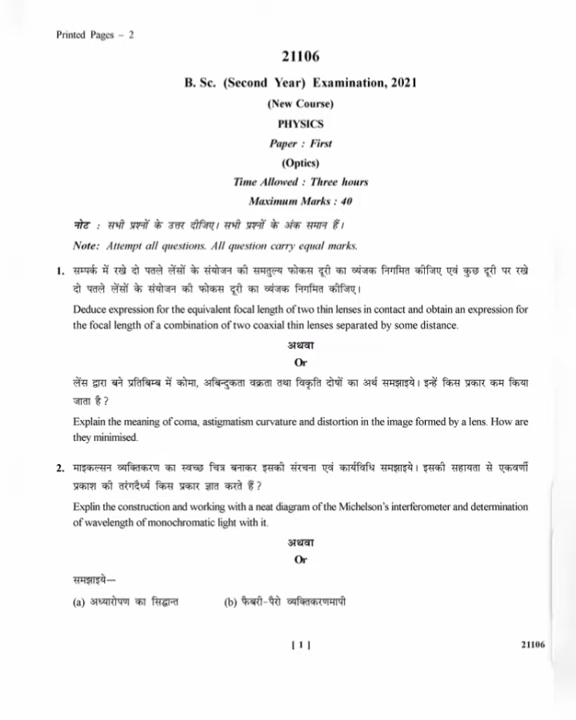 Printed Pages – 2
21106
B. Sc. (Second Year) Examination, 2021
(New Course)
PHYSICS
Paper : First
(Optics)
Time Allowed : Three hours
Maximum Marks : 40
नोट : सभी प्रश्नों के उत्तर दीजिए। सभी प्रश्नों के अंक समान हैं।
Note: Attempt all questions. All question carry equal marks.
1. सम्पर्क में रखे दो पतले लेंसों के संयोजन की समतुल्य फोकस दूरी का व्यंजक निगमित कीजिए एवं कुछ दूरी पर रखे
दो पतले लेंसों के संयोजन की फोकस दूरी का व्यंजक निगमित कीजिए।
Deduce expression for the equivalent focal length of two thin lenses in contact and obtain an expression for
the focal length of a combination of two coaxial thin lenses separated by some distance.
अथवा
Or
लेंस द्वारा बने प्रतिबिम्ब में कोमा, अबिन्दुकता वक्रता तथा विकृति दोषों का अर्थ समझाइये। इन्हें किस प्रकार कम किया
जाता है ?
Explain the meaning of coma, astigmatism curvature and distortion in the image formed by a lens. How are
they minimised.
2. माइकल्सन व्यक्तिकरण का स्वच्छ चित्र बनाकर इसकी संरचना एवं कार्यविधि समझाइये। इसकी सहायता से एकवर्णी
प्रकाश की तरंगदैर्ध्य किस प्रकार ज्ञात करते हैं ?
Explin the construction and working with a neat diagram of the Michelson's interferometer and determination
of wavelength of monochromatic light with it.
अथवा
Or
समझाइये—
(a) अध्यारोपण का सिद्धान्त (b) फैबरी-पैरो व्यक्तिकरणमापी
[ 1 ] 21106